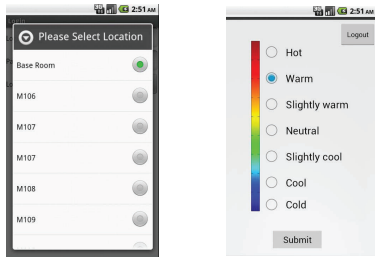 2:51 AM
Login
Please Select Location
Base Room
M106
M107
M107
M108
M109
2:51 AM
Logout
Hot
Warm
Slightly warm
Neutral
Slightly cool
Cool
Cold
Submit